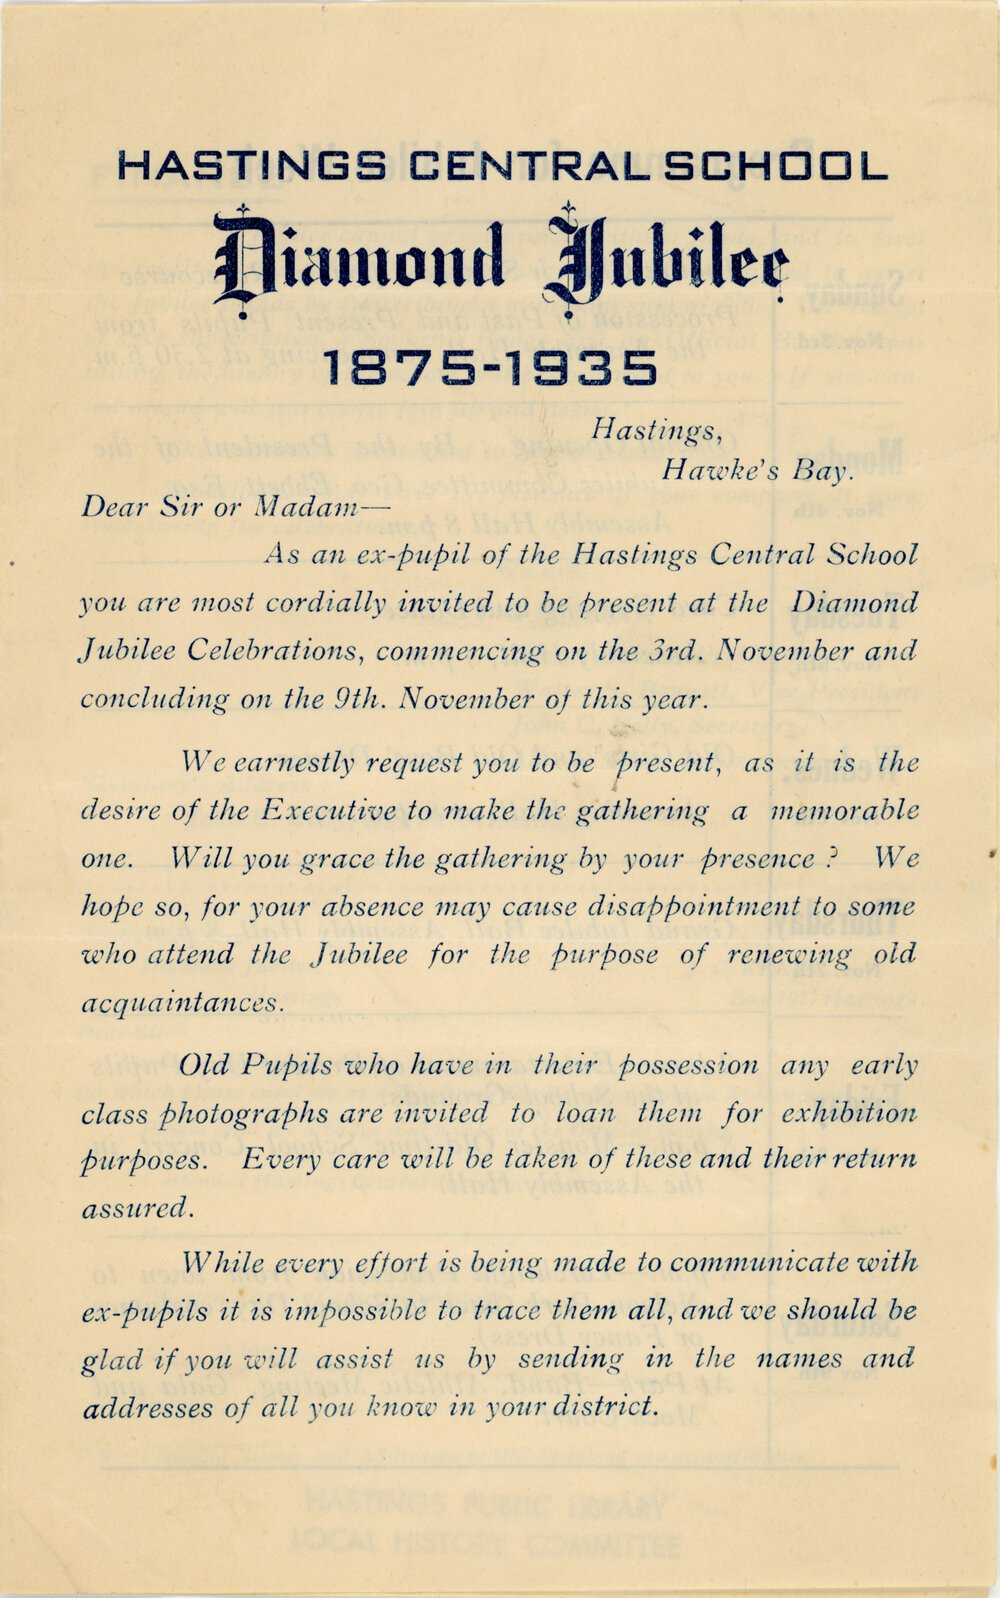 HASTINGS CENTRAL SCHOOL
Diamond Jubilee
1875-1935
Hastings,
Hawke's Bay.
Dear Sir or Madam—
As an ex-pupil of the Hastings Central School
you are most cordially invited to be present at the Diamond
Jubilee Celebrations, commencing on the 3rd. November and
concluding on the 9th. November of this year.
We earnestly request you to be present, as it is the
desire of the Executive to make the gathering a memorable
one. Will you grace the gathering by your presence ? We
hope so, for your absence may cause disappointment to some
who attend the Jubilee for the purpose of renewing old
acquaintances.
Old Pupils who have in their possession any early
class photographs are invited to loan them for exhibition
purposes. Every care will be taken of these and their return
assured.
While every effort is being made to communicate with
ex-pupils it is impossible to trace them all, and we should be
glad if you will assist us by sending in the names and
addresses of all you know in your district.
HASTINGS PUBLIC LIBRARY
LOCAL HISTORY COMMITTEE